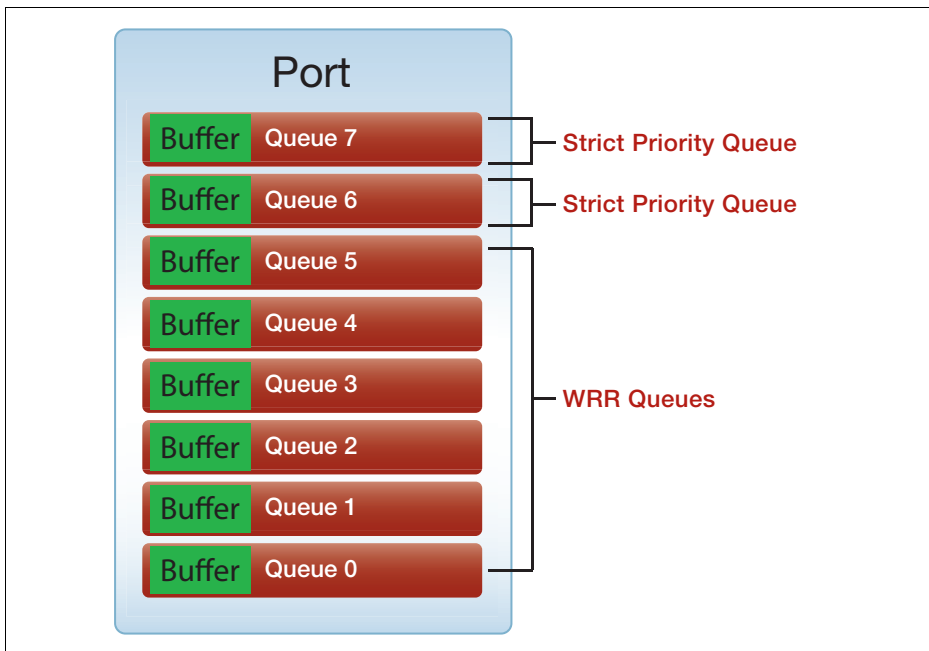 Port
Buffer Queue 7
Strict Priority Queue
Buffer Queue 6
Strict Priority Queue
Buffer Queue 5
Buffer Queue 4
Buffer Queue 3
WRR Queues
Buffer Queue 2
Buffer Queue 1
Buffer Queue 0